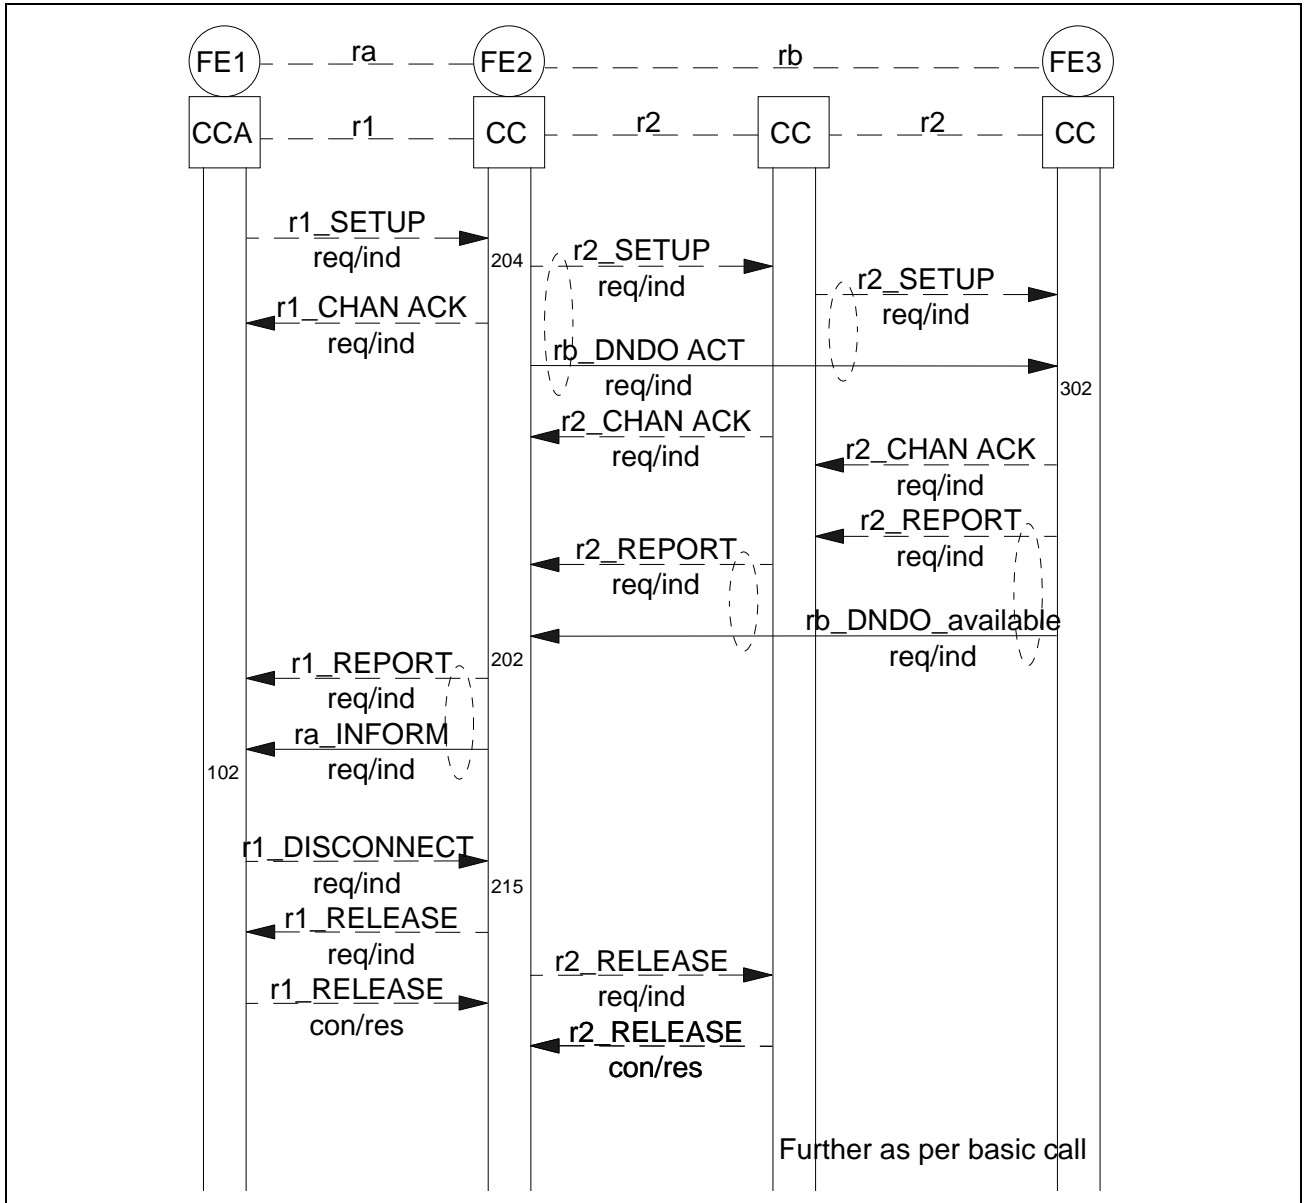 FE1 ra FE2 rb FE3
CCA r1 CC r2 CC r2 CC
r1_SETUP
req/ind
204
r2_SETUP
req/ind
r2_SETUP
req/ind
r1_CHAN ACK
req/ind
rb_DNDO ACT
req/ind
302
r2_CHAN ACK
req/ind
r2_CHAN ACK
req/ind
r2_REPORT
req/ind
r2_REPORT
req/ind
rb_DNDO_available
req/ind
202
r1_REPORT
req/ind
ra_INFORM
req/ind
102
r1_DISCONNECT
req/ind
215
r1_RELEASE
req/ind
r2_RELEASE
req/ind
r1_RELEASE
con/res
r2_RELEASE
con/res
Further as per basic call